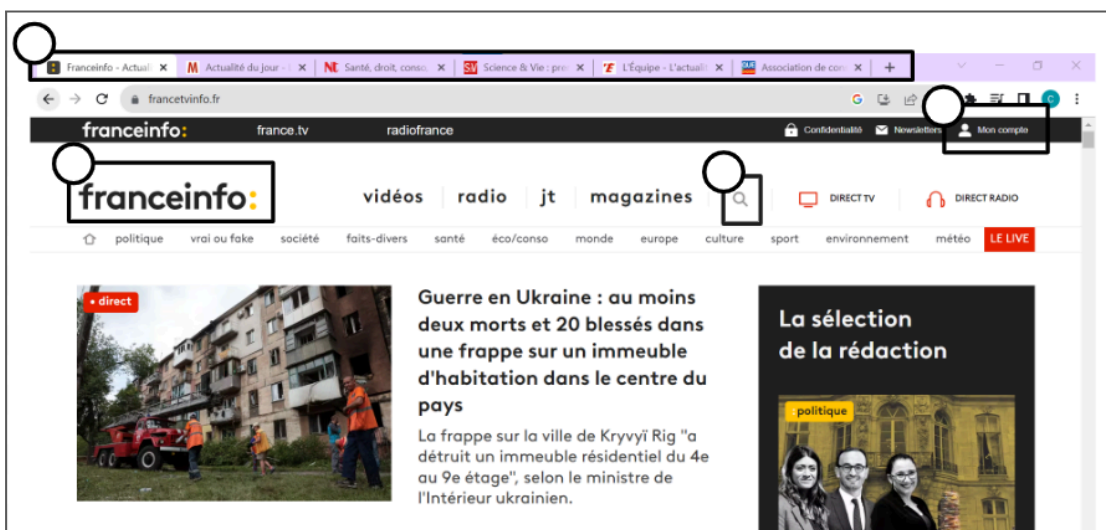 Franceinfo - Actuali Actualité du jour - Santé, droit, conso, Science & Vie : pre L'Équipe - L'actuali Association de con
francetvinfo.fr
franceinfo: france.tv radiofrance Confidentialité Newsletters Mon compte
franceinfo: vidéos radio jt magazines DIRECT TV DIRECT RADIO
politique vrai ou fake société faits-divers santé éco/conso monde europe culture sport environnement météo LE LIVE
direct
Guerre en Ukraine : au moins
deux morts et 20 blessés dans
une frappe sur un immeuble
d'habitation dans le centre du
pays
La frappe sur la ville de Kryvyï Rig "a
détruit un immeuble résidentiel du 4e
au 9e étage", selon le ministre de
l'Intérieur ukrainien.
La sélection
de la rédaction
:politique